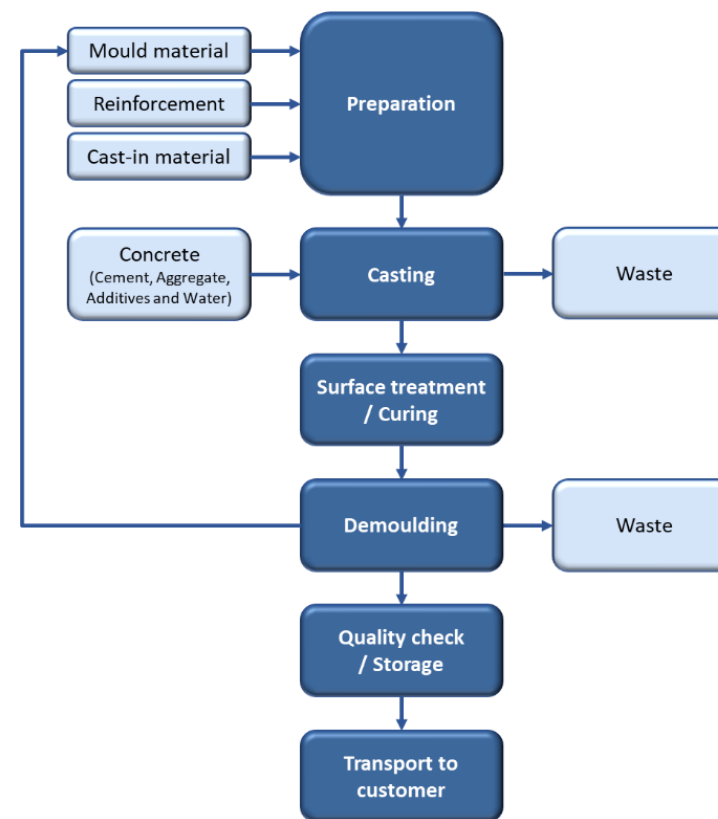 Mould material
Reinforcement
Cast-in material
Preparation
Concrete
(Cement, Aggregate,
Additives and Water)
Casting
Waste
Surface treatment
/ Curing
Demoulding
Waste
Quality check
/ Storage
Transport to
customer